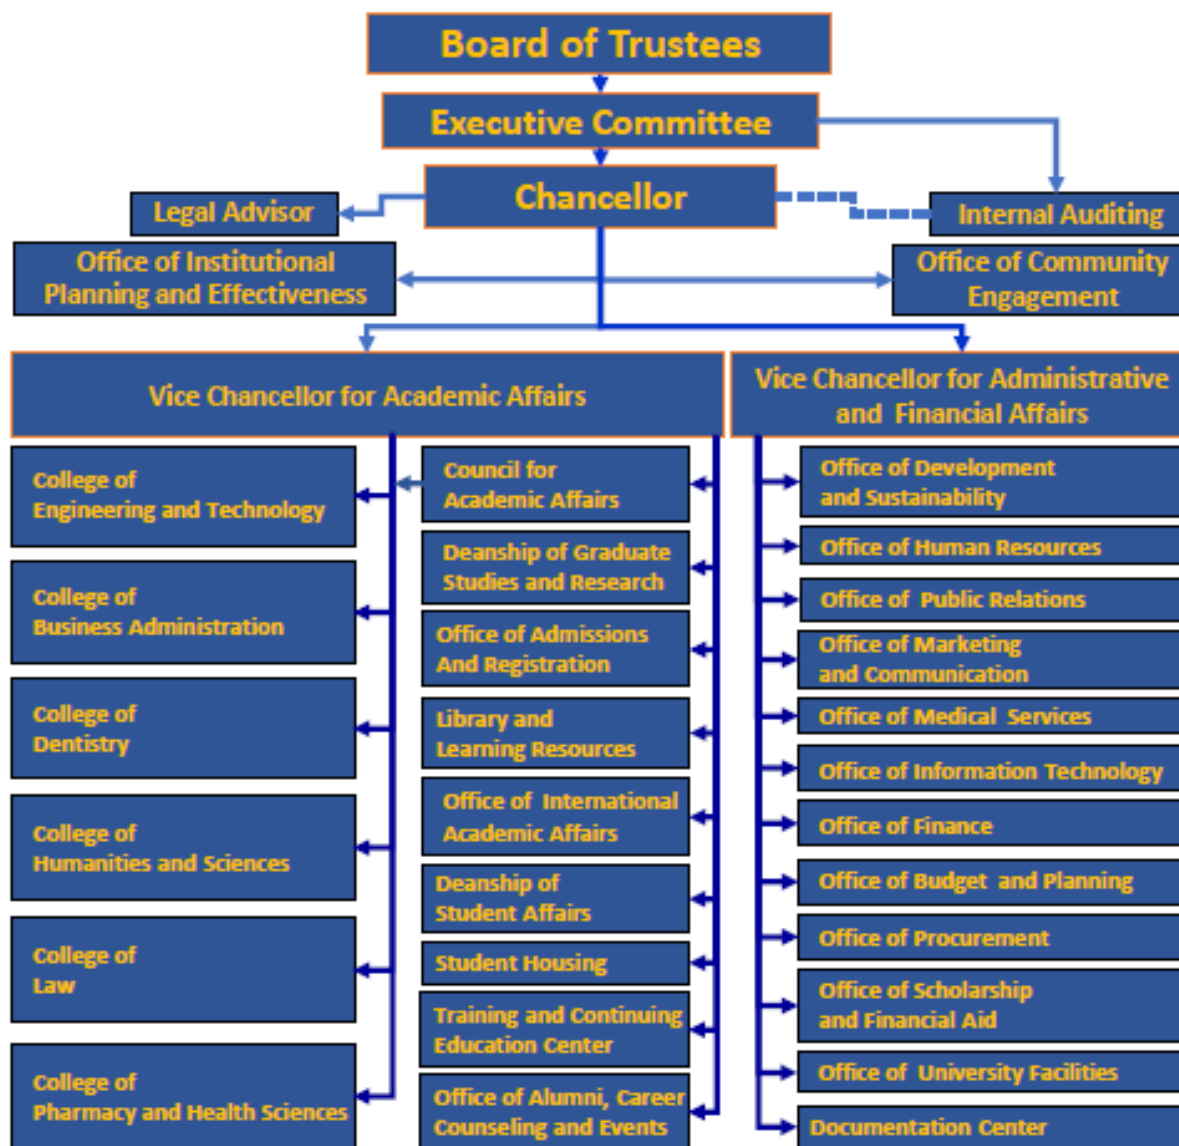 Board of Trustees
Executive Committee
Chancellor
Legal Advisor
Internal Auditing
Office of Institutional
Planning and Effectiveness
Office of Community
Engagement
Vice Chancellor for Academic Affairs
Vice Chancellor for Administrative
and Financial Affairs
College of
Engineering and Technology
College of
Business Administration
College of
Dentistry
College of
Humanities and Sciences
College of
Law
College of
Pharmacy and Health Sciences
Council for
Academic Affairs
Deanship of Graduate
Studies and Research
Office of Admissions
And Registration
Library and
Learning Resources
Office of International
Academic Affairs
Deanship of
Student Affairs
Student Housing
Training and Continuing
Education Center
Office of Alumni, Career
Counseling and Events
Office of Development
and Sustainability
Office of Human Resources
Office of Public Relations
Office of Marketing
and Communication
Office of Medical Services
Office of Information Technology
Office of Finance
Office of Budget and Planning
Office of Procurement
Office of Scholarship
and Financial Aid
Office of University Facilities
Documentation Center